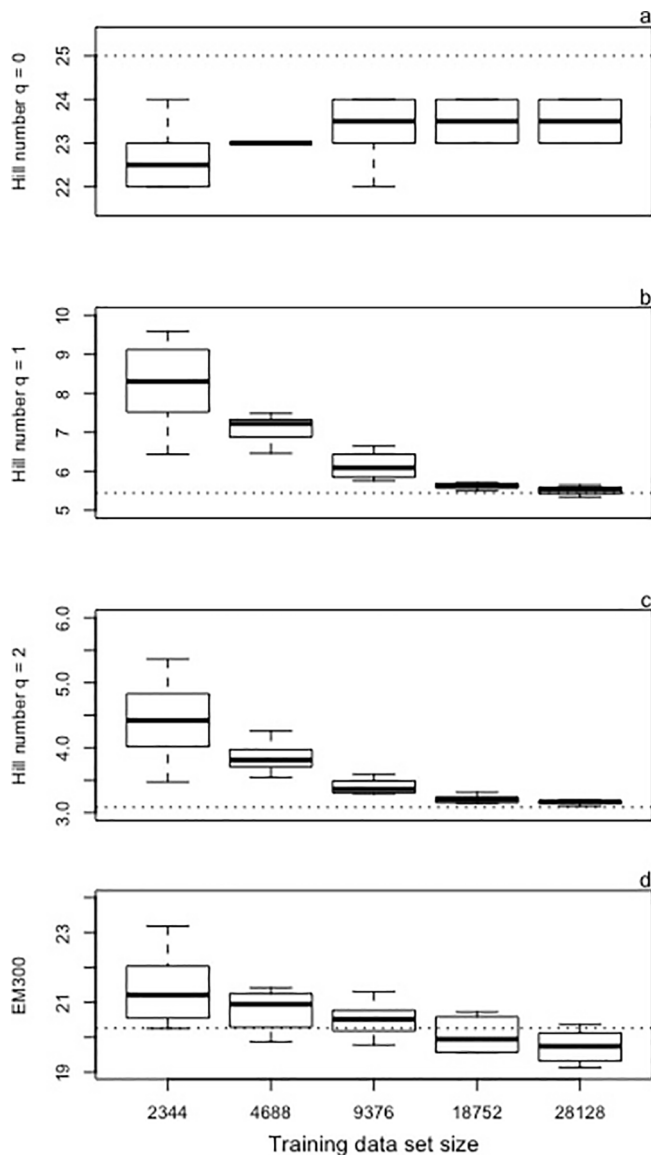 a
Hill number q = 0
25
24
23
22
b
Hill number q = 1
10
9
8
7
6
5
c
Hill number q = 2
6.0
5.0
4.0
3.0
d
EM300
23
21
19
2344 4688 9376 18752 28128
Training data set size